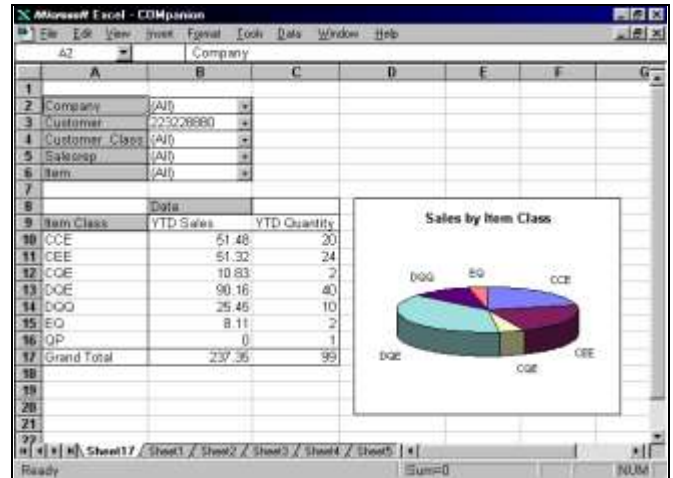 Microsoft Excel - COMpanion
File Edit View Insert Format Tools Data Window Help
A2 Company
A B C D E F G
1
2 Company (All)
3 Customer 223228880
4 Customer Class (All)
5 Salesrep (All)
6 Item (All)
7
8 Data
9 Item Class YTD Sales YTD Quantity
10 CCE 51.48 20
11 CEE 51.32 24
12 CQE 10.83 2
13 DQE 90.16 40
14 DQQ 25.45 10
15 EQ 8.11 2
16 QP 0 1
17 Grand Total 237.35 99
18
19
20
21
22
Sales by Item Class
DQQ EQ CCE
DQE CQE CEE
Sheet17 Sheet1 Sheet2 Sheet3 Sheet4 Sheet5
Ready Sum=0 NUM